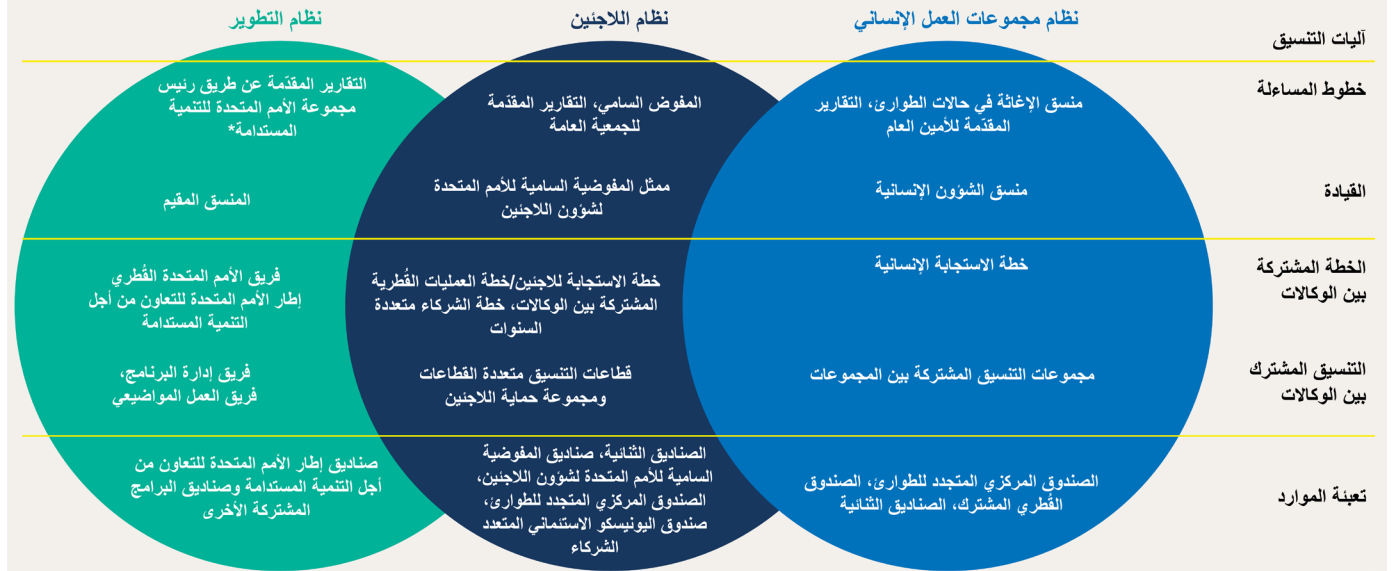 آليات التنسيق
نظام مجموعات العمل الإنساني
نظام اللاجئين
نظام التطوير
خطوط المساءلة
منسق الإغاثة في حالات الطوارئ، التقارير
المقدّمة للأمين العام
المفوض السامي، التقارير المقدّمة
للجمعية العامة
التقارير المقدّمة عن طريق رئيس
مجموعة الأمم المتحدة للتنمية
المستدامة*
القيادة
منسق الشؤون الإنسانية
ممثل المفوضية السامية للأمم المتحدة
لشؤون اللاجئين
المنسق المقيم
الخطة المشتركة
بين الوكالات
خطة الاستجابة الإنسانية
خطة الاستجابة للاجئين/خطة العمليات القُطرية
المشتركة بين الوكالات، خطة الشركاء متعددة
السنوات
فريق الأمم المتحدة القُطري
إطار الأمم المتحدة للتعاون من أجل
التنمية المستدامة
التنسيق المشترك
بين الوكالات
مجموعات التنسيق المشتركة بين المجموعات
قطاعات التنسيق متعددة القطاعات
ومجموعة حماية اللاجئين
فريق إدارة البرنامج،
فريق العمل المواضيعي
تعبئة الموارد
الصندوق المركزي المتجدد للطوارئ، الصندوق
القُطري المشترك، الصناديق الثنائية
الصناديق الثنائية، صناديق المفوضية
السامية للأمم المتحدة لشؤون اللاجئين،
الصندوق المركزي المتجدد للطوارئ،
صندوق اليونيسكو الاستئماني المتعدد
الشركاء
صناديق إطار الأمم المتحدة للتعاون من
أجل التنمية المستدامة وصناديق البرامج
المشتركة الأخرى